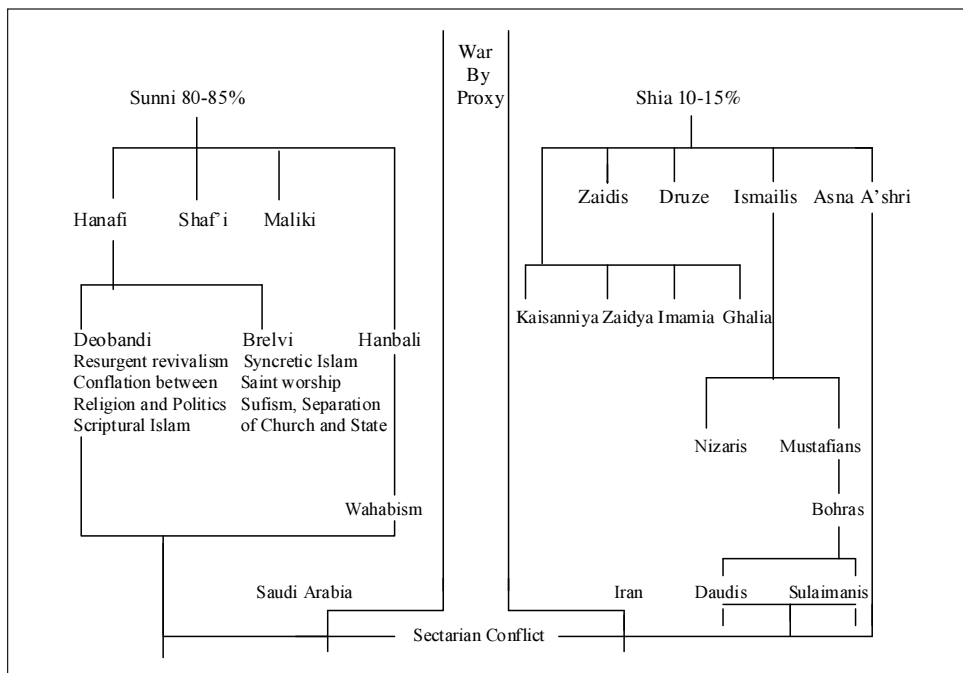 War
By
Proxy
Sunni 80-85%
Shia 10-15%
Hanafi
Shaf’i
Maliki
Zaidis
Druze
Ismailis
Asna A’shri
Kaisanniya
Zaidya
Imamia
Ghalia
Deobandi
Resurgent revivalism
Conflation between
Religion and Politics
Scriptural Islam
Brelvi
Syncretic Islam
Saint worship
Sufism, Separation
of Church and State
Hanbali
Nizaris
Mustafians
Wahabism
Bohras
Saudi Arabia
Iran
Daudis
Sulaimanis
Sectarian Conflict